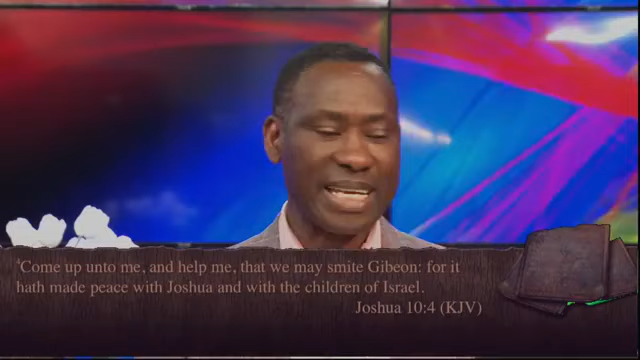 ⁴Come up unto me, and help me, that we may smite Gibeon: for it
hath made peace with Joshua and with the children of Israel.
Joshua 10:4 (KJV)